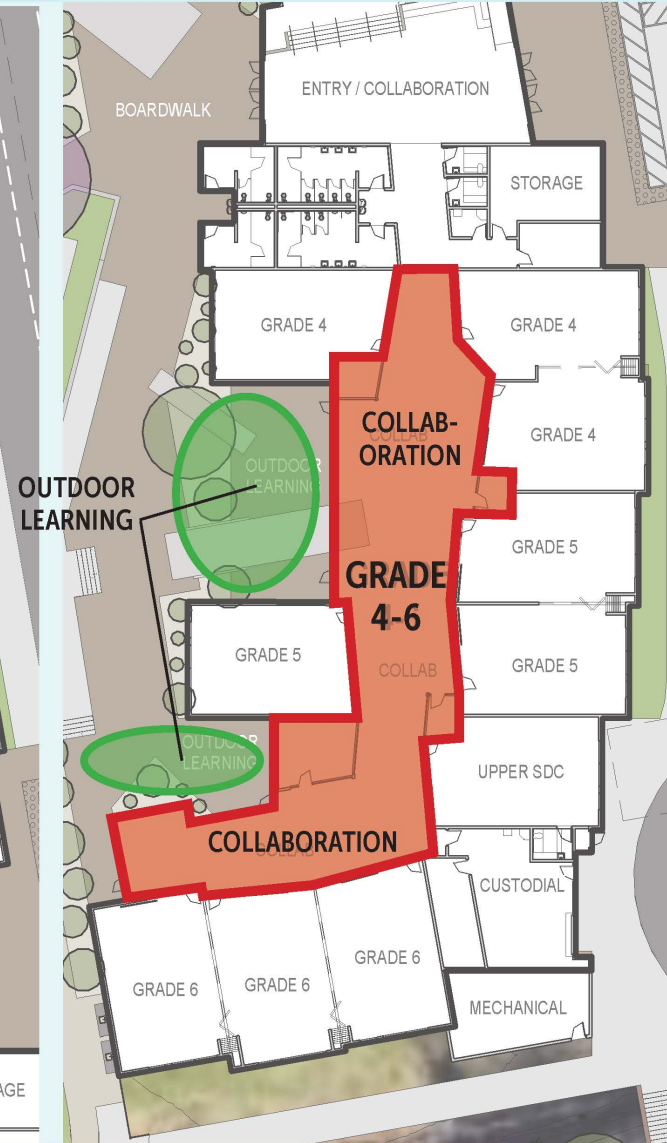 ENTRY / COLLABORATION
BOARDWALK
STORAGE
GRADE 4
GRADE 4
COLLAB-
ORATION
COLLAB
GRADE 4
OUTDOOR
LEARNING
OUTDOOR
LEARNING
GRADE 5
GRADE
4-6
GRADE 5
COLLAB
GRADE 5
OUTDOOR
LEARNING
UPPER SDC
COLLABORATION
COLLAB
CUSTODIAL
GRADE 6
GRADE 6
GRADE 6
MECHANICAL
AGE